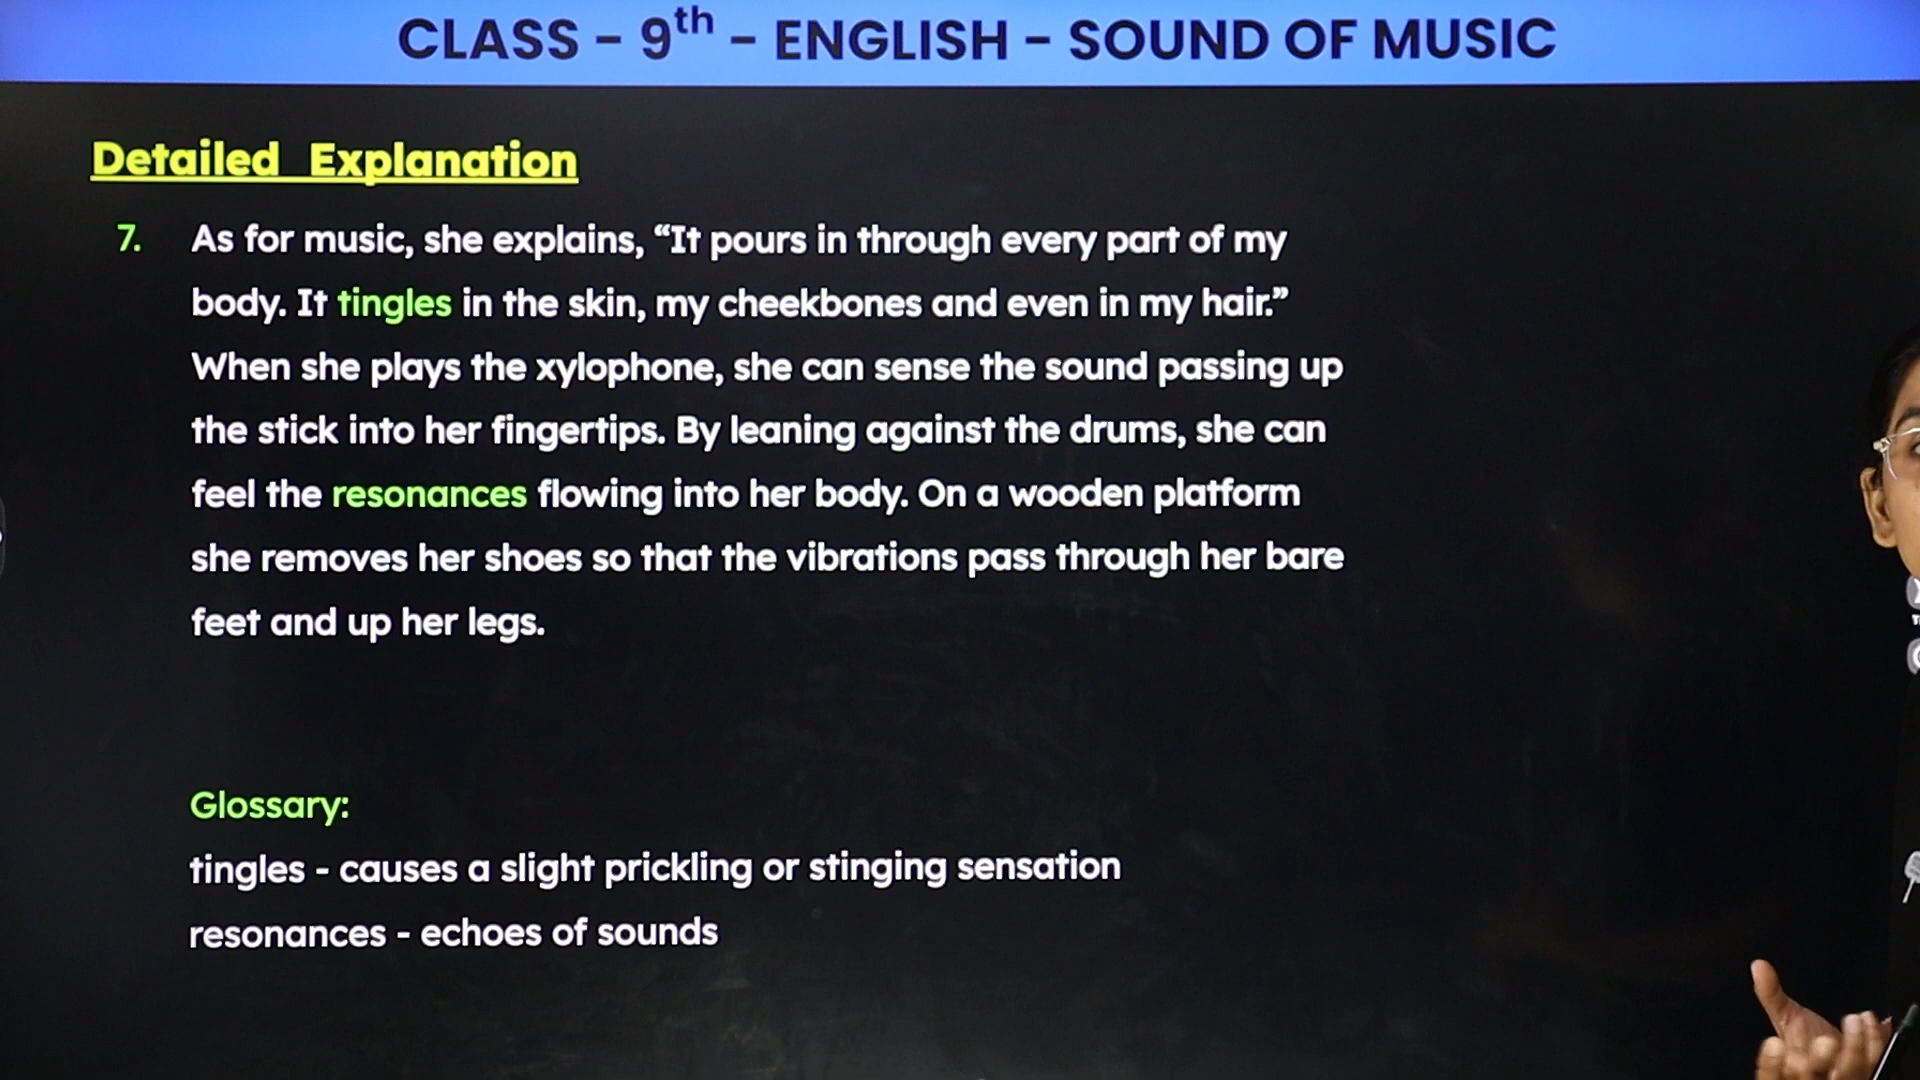 CLASS - 9th - ENGLISH - SOUND OF MUSIC
Detailed Explanation
7. As for music, she explains, “It pours in through every part of my
body. It tingles in the skin, my cheekbones and even in my hair.”
When she plays the xylophone, she can sense the sound passing up
the stick into her fingertips. By leaning against the drums, she can
feel the resonances flowing into her body. On a wooden platform
she removes her shoes so that the vibrations pass through her bare
feet and up her legs.
Glossary:
tingles - causes a slight prickling or stinging sensation
resonances - echoes of sounds